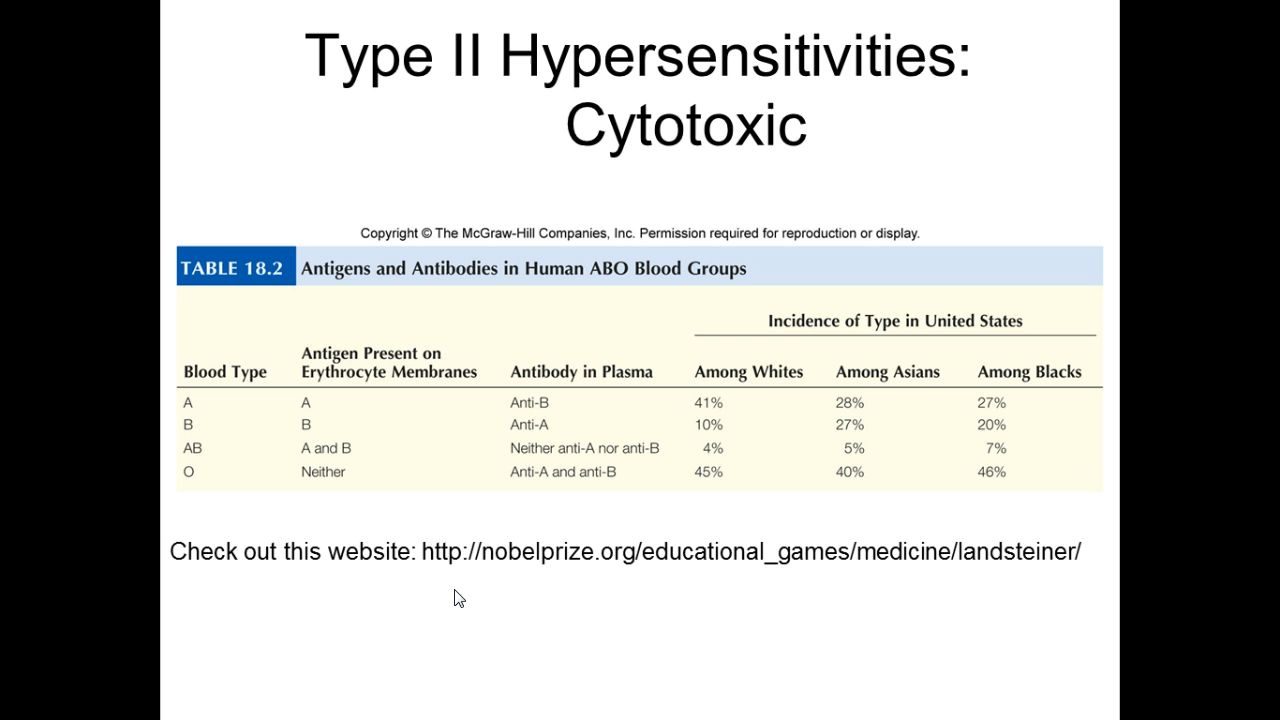 Type II Hypersensitivities:
Cytotoxic
Copyright © The McGraw-Hill Companies, Inc. Permission required for reproduction or display.
TABLE 18.2 Antigens and Antibodies in Human ABO Blood Groups
Incidence of Type in United States
Antigen Present on
Blood Type Erythrocyte Membranes Antibody in Plasma Among Whites Among Asians Among Blacks
A A Anti-B 41% 28% 27%
B B Anti-A 10% 27% 20%
AB A and B Neither anti-A nor anti-B 4% 5% 7%
O Neither Anti-A and anti-B 45% 40% 46%
Check out this website: http://nobelprize.org/educational_games/medicine/landsteiner/